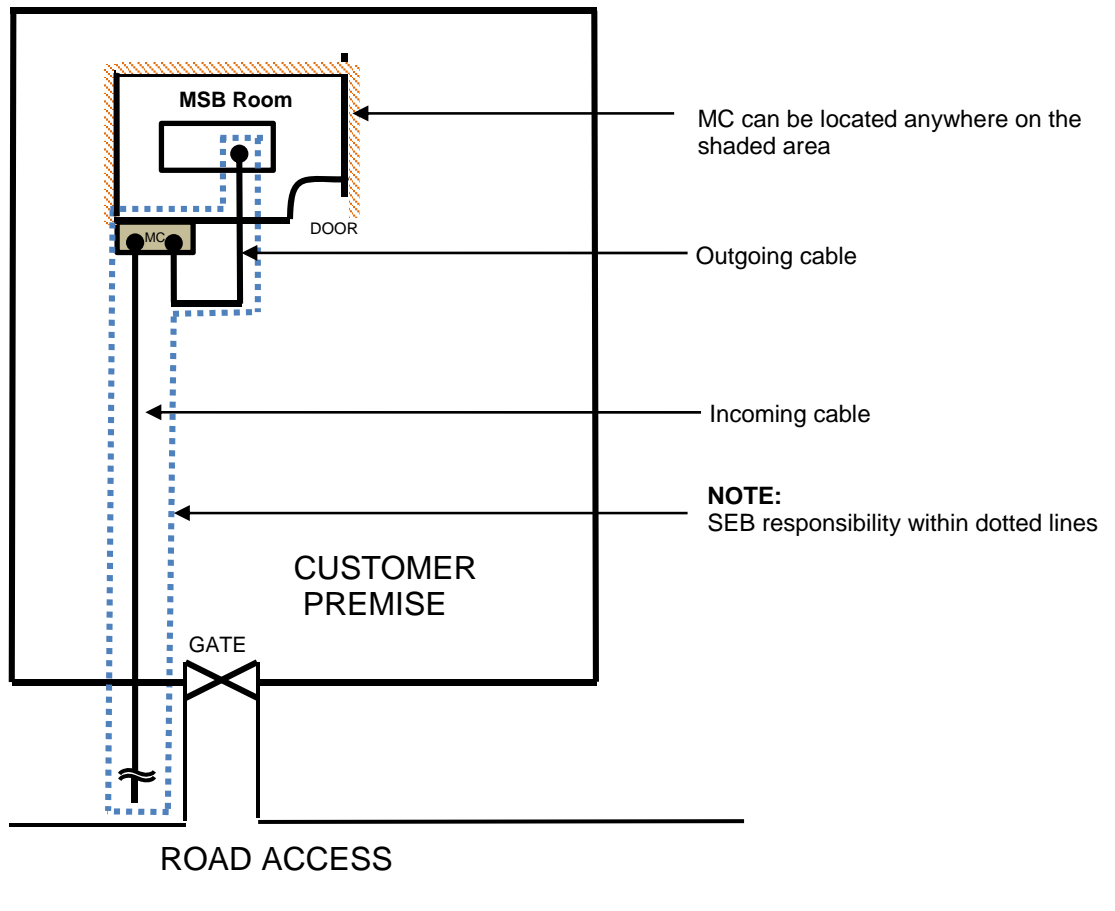 MSB Room
MC can be located anywhere on the
shaded area
DOOR
MC
Outgoing cable
Incoming cable
NOTE:
SEB responsibility within dotted lines
CUSTOMER
PREMISE
GATE
ROAD ACCESS